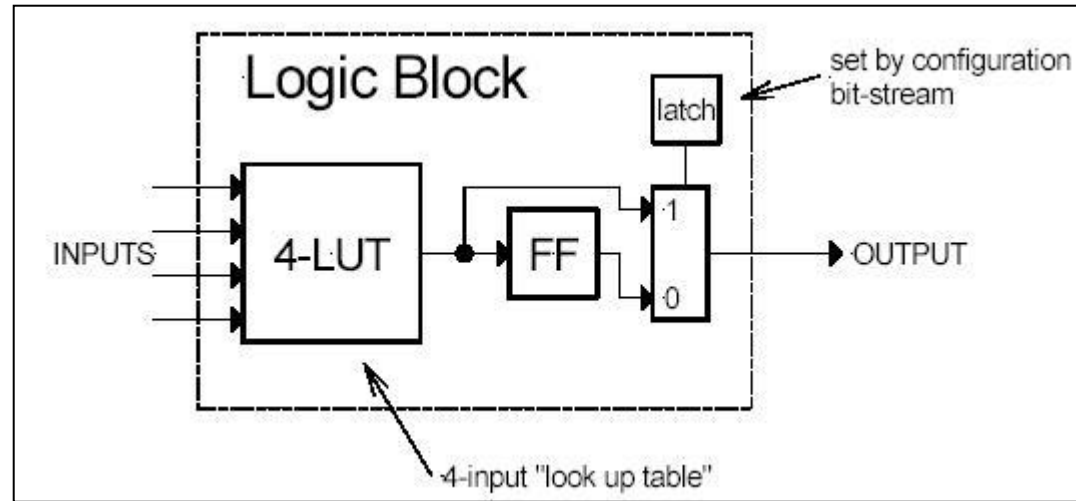 Logic Block
set by configuration
bit-stream
latch
INPUTS
4-LUT
FF
1
0
OUTPUT
4-input "look up table"